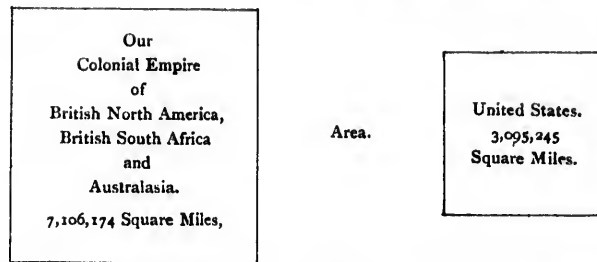 Our
Colonial Empire
of
British North America,
British South Africa
and
Australasia.
7,106,174 Square Miles,
Area.
United States.
3,095,245
Square Miles.